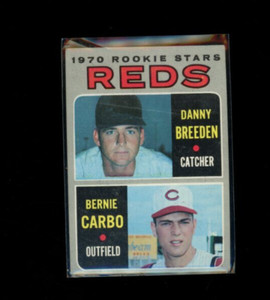 1970 ROOKIE STARS
REDS
DANNY
BREEDEN
CATCHER
BERNIE
CARBO
OUTFIELD
C